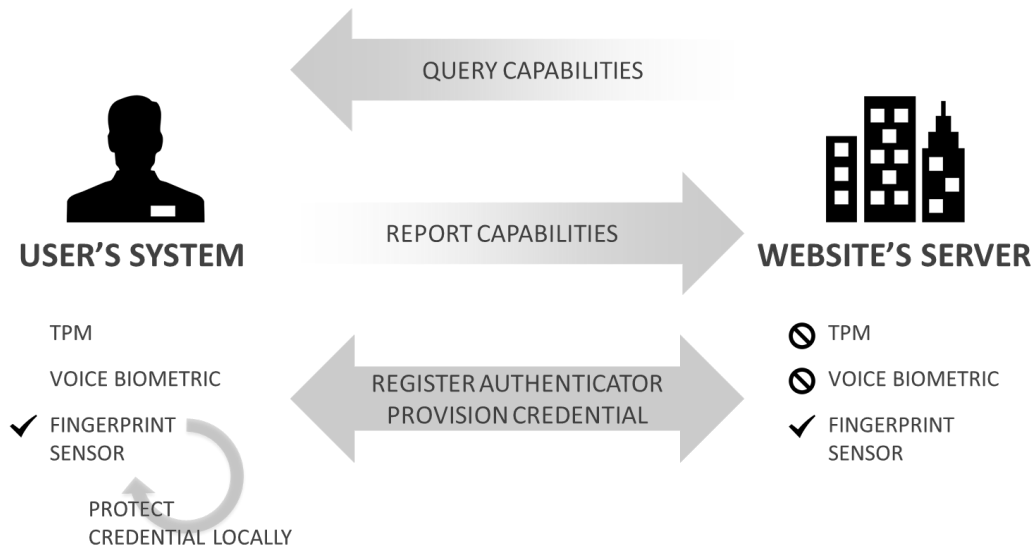 QUERY CAPABILITIES
REPORT CAPABILITIES
USER'S SYSTEM
WEBSITE'S SERVER
TPM
VOICE BIOMETRIC
FINGERPRINT
SENSOR
PROTECT
CREDENTIAL LOCALLY
REGISTER AUTHENTICATOR
PROVISION CREDENTIAL
TPM
VOICE BIOMETRIC
FINGERPRINT
SENSOR